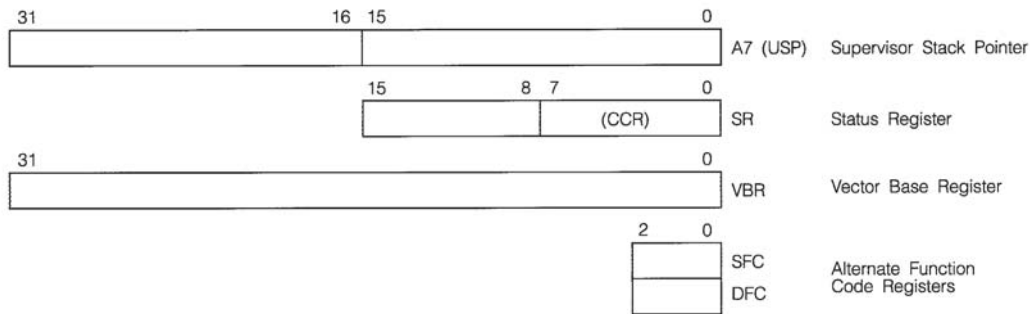 31 16 15 0
A7 (USP) Supervisor Stack Pointer
15 8 7 0
(CCR) SR Status Register
31 0
VBR Vector Base Register
2 0
SFC
DFC
Alternate Function
Code Registers